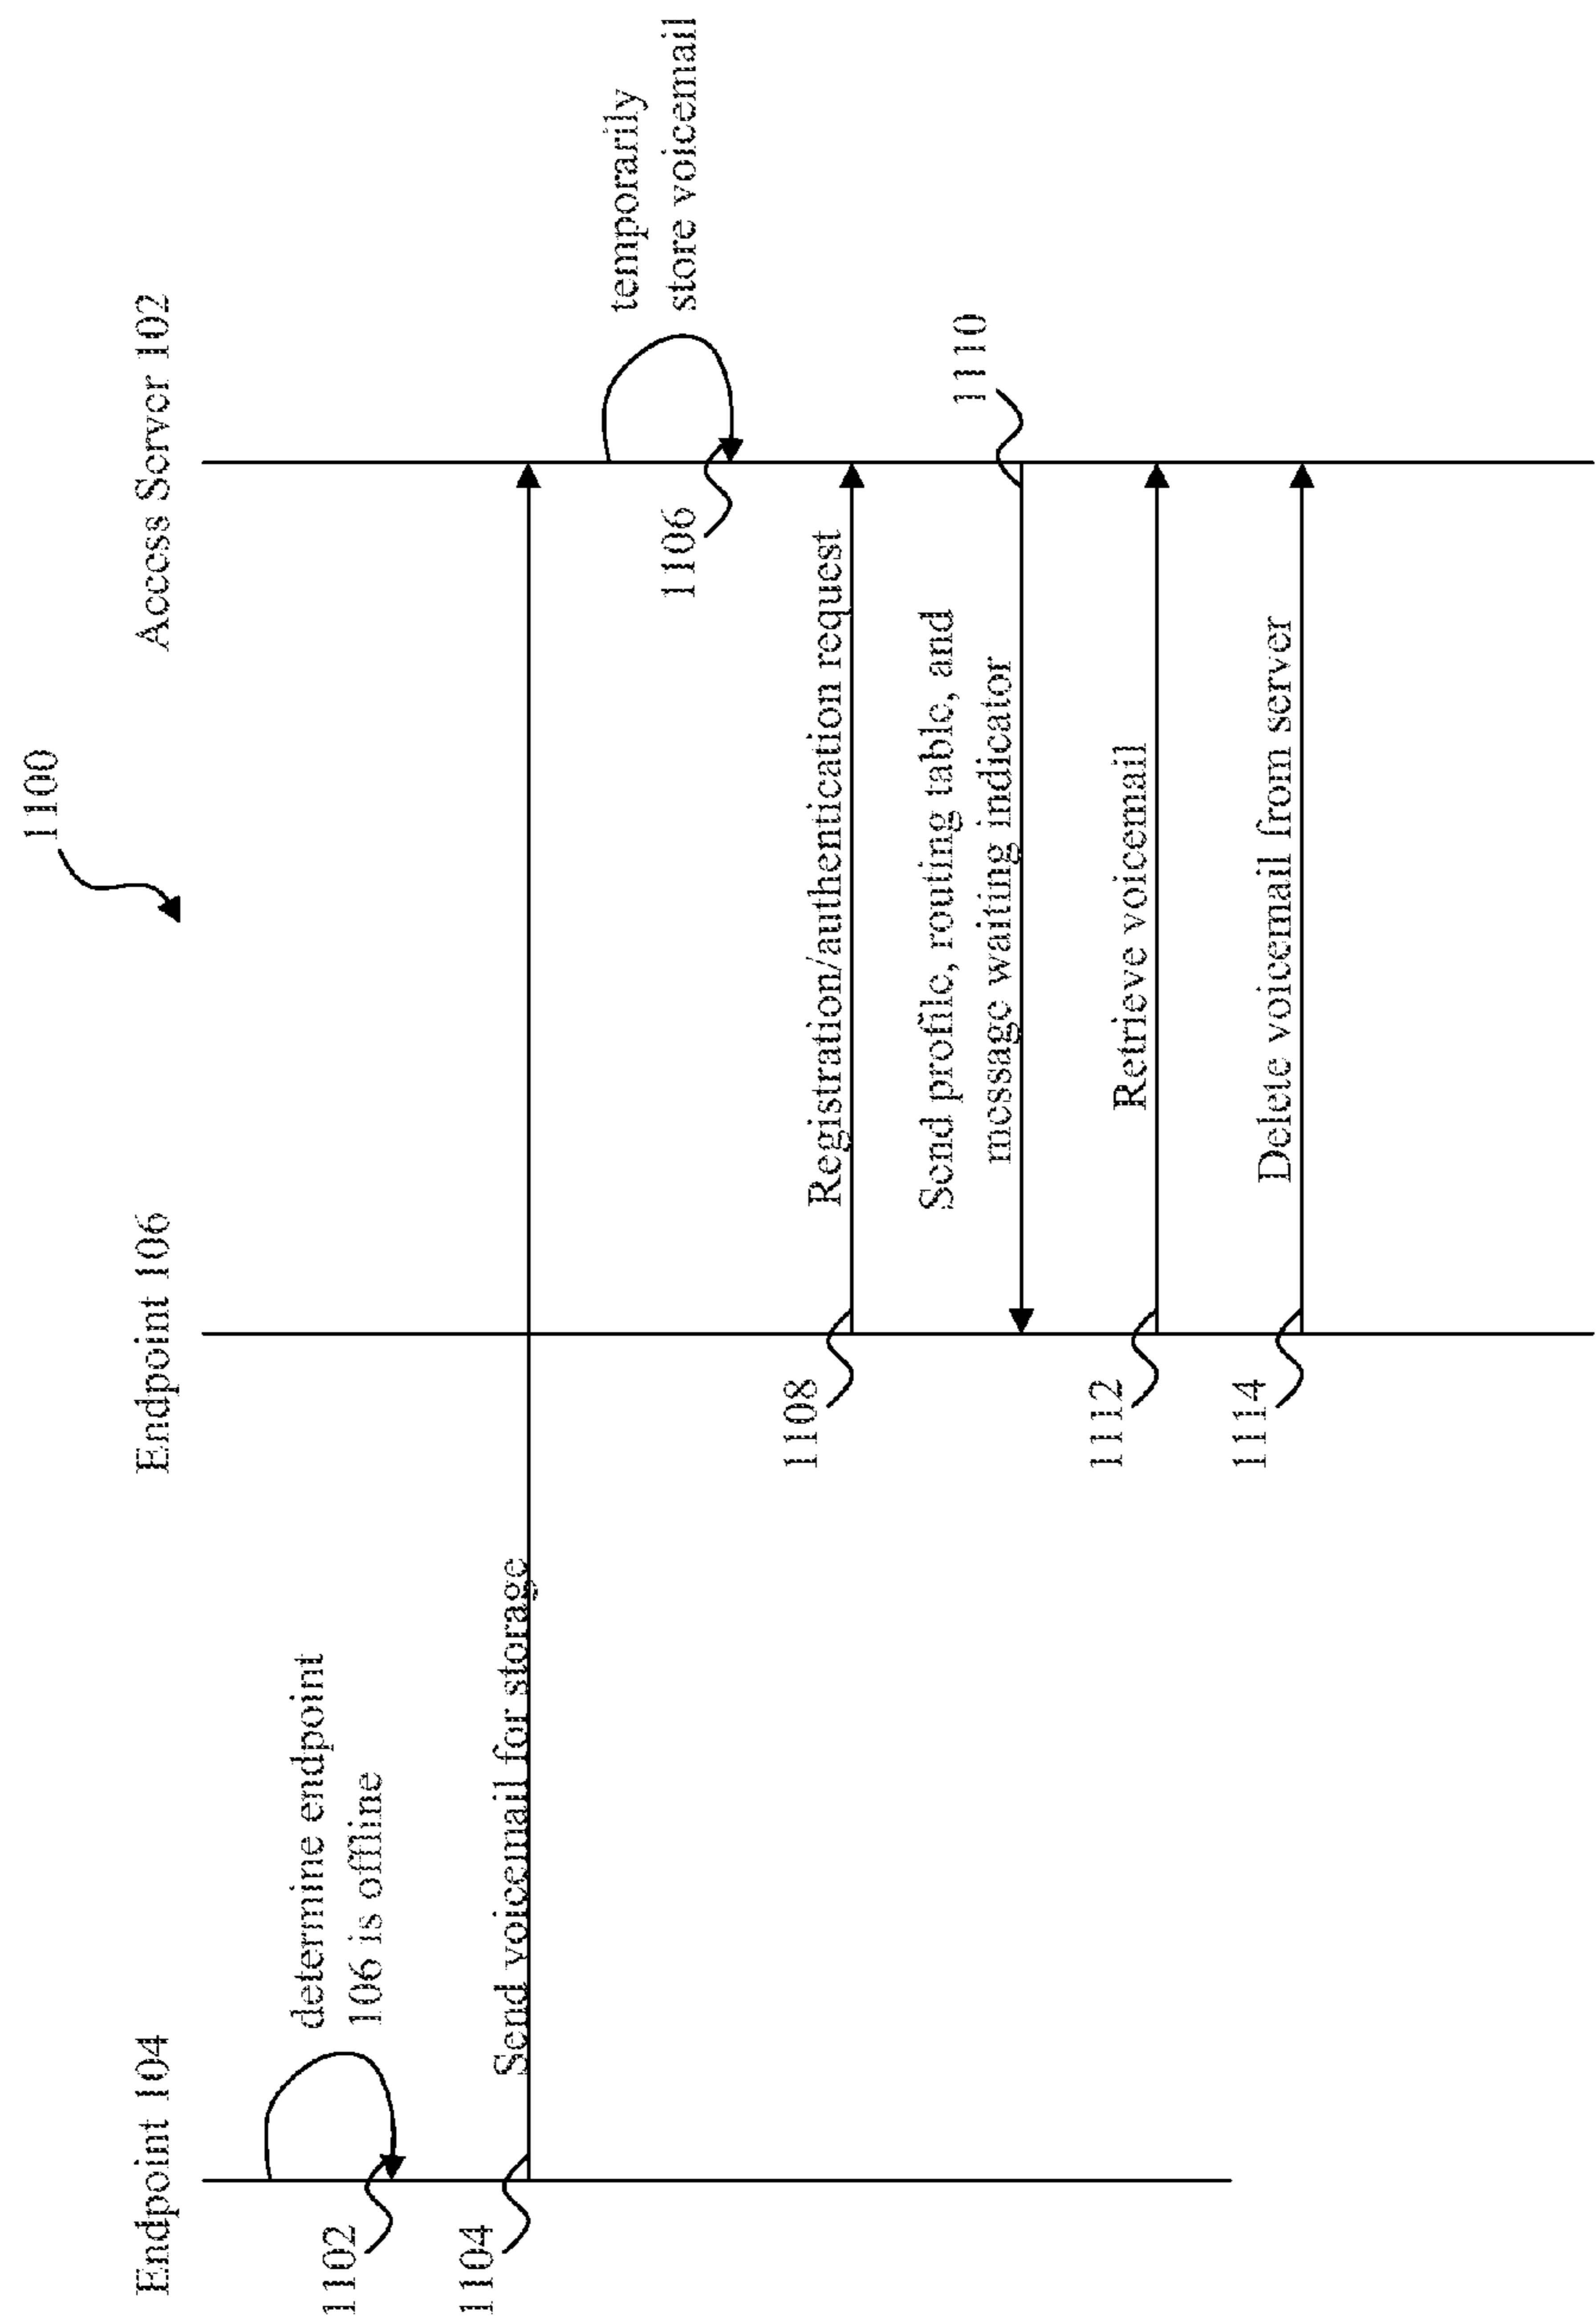 1100
Endpoint 104
Endpoint 106
Access Server 102
determine endpoint
106 is offline
1102
Send voicemail for storage
1104
temporarily
store voicemail
1106
Registration/authentication request
1108
Send profile, routing table, and
message waiting indicator
1110
Retrieve voicemail
1112
Delete voicemail from server
1114